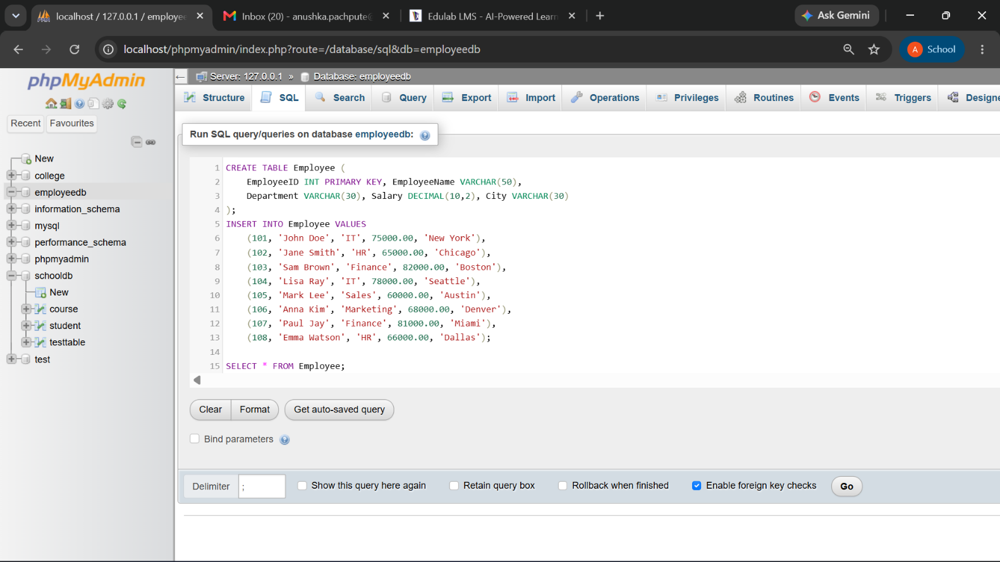 localhost / 127.0.0.1 / employee
Inbox (20) - anushka.pachpute@
Edulab LMS - AI-Powered Learn
Ask Gemini
localhost/phpmyadmin/index.php?route=/database/sql&db=employeedb
A School
phpMyAdmin
Recent Favourites
New
college
employeedb
information_schema
mysql
performance_schema
phpmyadmin
schooldb
New
course
student
testtable
test
Server: 127.0.0.1 » Database: employeedb
Structure SQL Search Query Export Import Operations Privileges Routines Events Triggers Designe
Run SQL query/queries on database employeedb:
1 CREATE TABLE Employee (
2 EmployeeID INT PRIMARY KEY, EmployeeName VARCHAR(50),
3 Department VARCHAR(30), Salary DECIMAL(10,2), City VARCHAR(30)
4 );
5 INSERT INTO Employee VALUES
6 (101, 'John Doe', 'IT', 75000.00, 'New York'),
7 (102, 'Jane Smith', 'HR', 65000.00, 'Chicago'),
8 (103, 'Sam Brown', 'Finance', 82000.00, 'Boston'),
9 (104, 'Lisa Ray', 'IT', 78000.00, 'Seattle'),
10 (105, 'Mark Lee', 'Sales', 60000.00, 'Austin'),
11 (106, 'Anna Kim', 'Marketing', 68000.00, 'Denver'),
12 (107, 'Paul Jay', 'Finance', 81000.00, 'Miami'),
13 (108, 'Emma Watson', 'HR', 66000.00, 'Dallas');
14
15 SELECT * FROM Employee;
Clear Format Get auto-saved query
Bind parameters
Delimiter ; Show this query here again Retain query box Rollback when finished Enable foreign key checks Go